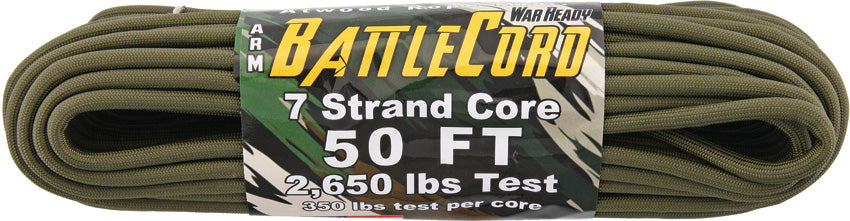 Atwood Rope
ARM
WAR READY
BATTLECORD
7 Strand Core
50 FT
2,650 lbs Test
350 lbs test per core